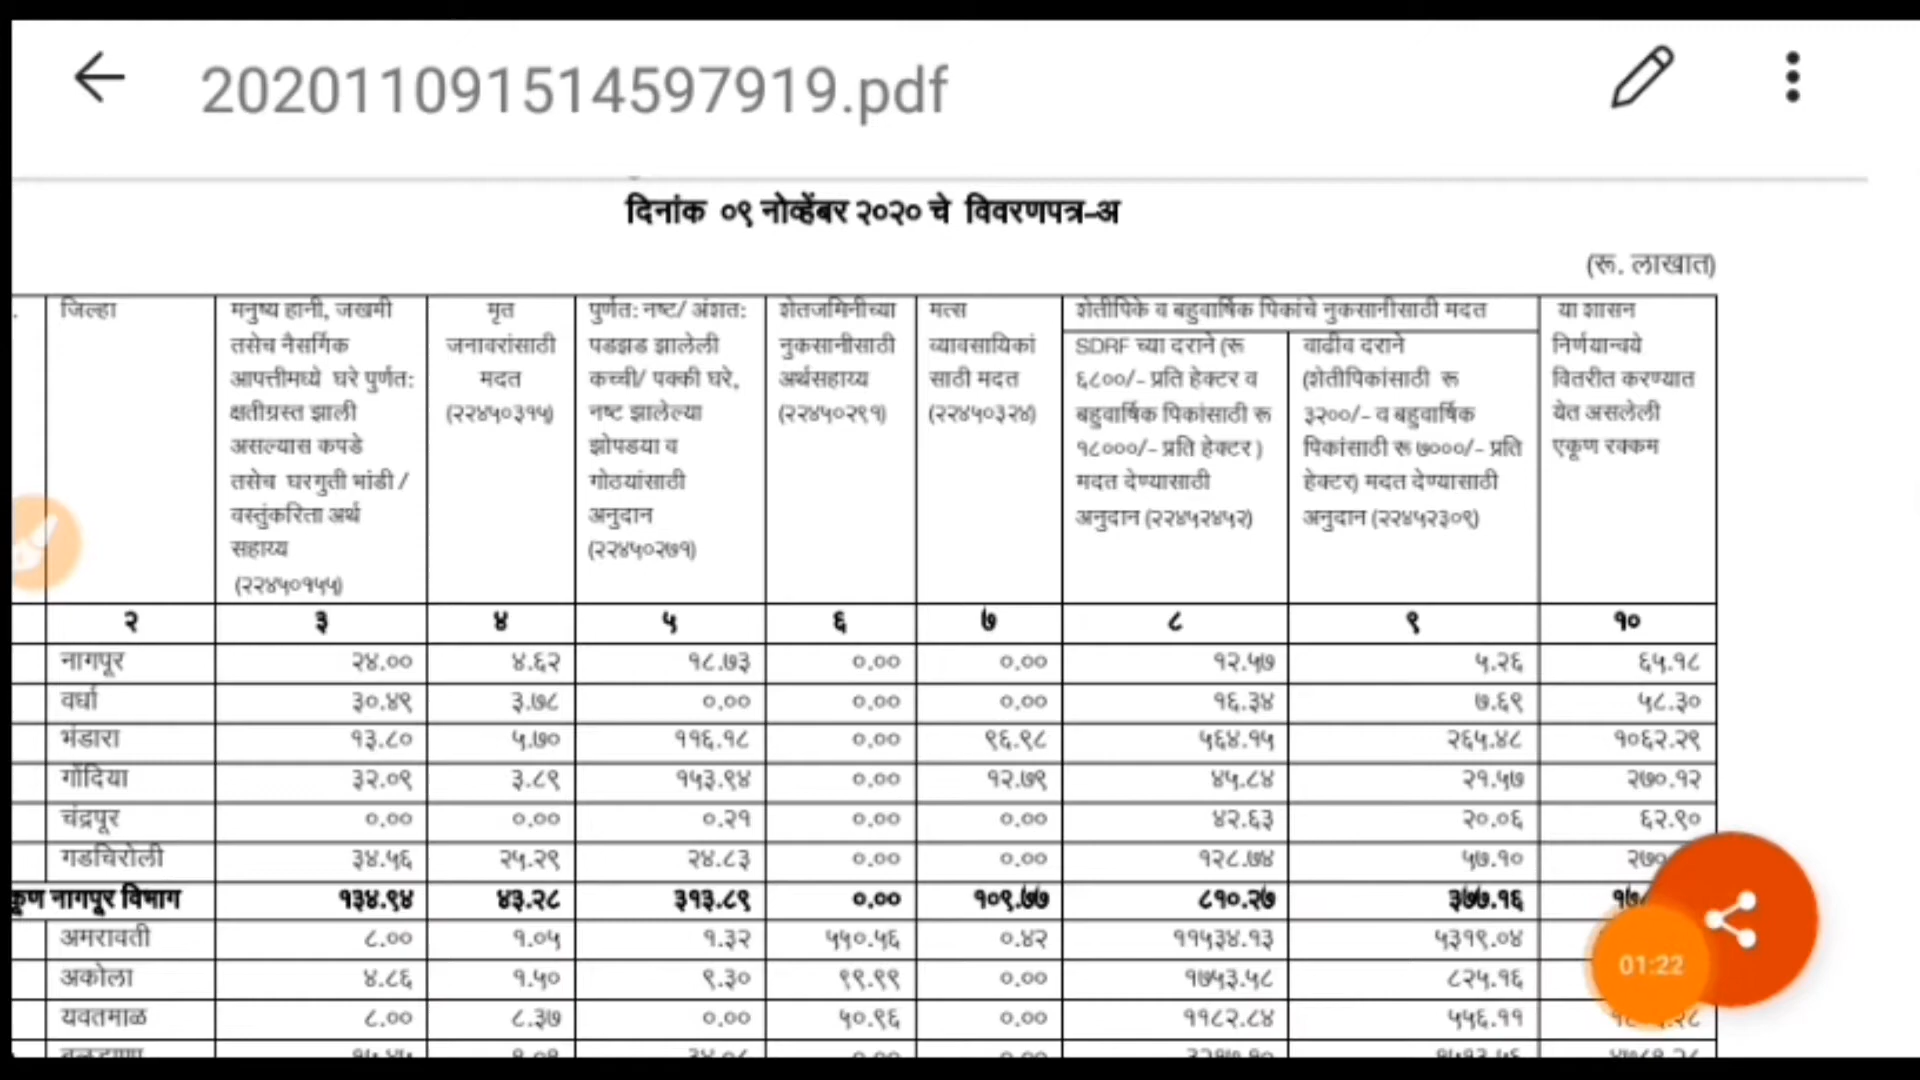 202011091514597919.pdf
दिनांक ०९ नोव्हेंबर २०२० चे विवरणपत्र-अ
(रू. लाखात)
जिल्हा
मनुष्य हानी, जखमी
तसेच नैसर्गिक
आपत्तीमध्ये घरे पुर्णत:
क्षतीग्रस्त झाली
असल्यास कपडे
तसेच घरगुती भांडी /
वस्तुंकरिता अर्थ
सहाय्य
(२२४५०१५५)
मृत
जनावरांसाठी
मदत
(२२४५०३१५)
पुर्णत: नष्ट/ अंशत:
पडझड झालेली
कच्ची/ पक्की घरे,
नष्ट झालेल्या
झोपडया व
गोठयांसाठी
अनुदान
(२२४५०२७१)
शेतजमिनीच्या
नुकसानीसाठी
अर्थसहाय्य
(२२४५०२९१)
मत्स
व्यावसायिकां
साठी मदत
(२२४५०३२४)
शेतीपिके व बहुवार्षिक पिकांचे नुकसानीसाठी मदत
SDRF च्या दराने (रू
६८००/- प्रति हेक्टर व
बहुवार्षिक पिकांसाठी रू
१८०००/- प्रति हेक्टर )
मदत देण्यासाठी
अनुदान (२२४५२४५२)
वाढीव दराने
(शेतीपिकांसाठी रू
३२००/- व बहुवार्षिक
पिकांसाठी रू ७०००/- प्रति
हेक्टर) मदत देण्यासाठी
अनुदान (२२४५२३०९)
या शासन
निर्णयान्वये
वितरीत करण्यात
येत असलेली
एकूण रक्कम
२ ३ ४ ५ ६ ७ ८ ९ १०
नागपूर २४.०० ४.६२ १८.७३ ०.०० ०.०० १२.५७ ५.२६ ६५.१८
वर्धा ३०.४९ ३.७८ ०.०० ०.०० ०.०० १६.३४ ७.६९ ५८.३०
भंडारा १३.८० ५.७० ११६.१८ ०.०० ९६.९८ ५६४.१५ २६५.४८ १०६२.२९
गोंदिया ३२.०९ ३.८९ १५३.९४ ०.०० १२.७९ ४५.८४ २१.५७ २७०.१२
चंद्रपूर ०.०० ०.०० ०.२१ ०.०० ०.०० ४२.६३ २०.०६ ६२.९०
गडचिरोली ३४.५६ २५.२९ २४.८३ ०.०० ०.०० १२८.७४ ५७.१०
नागपूर विभाग १३४.९४ ४३.२८ ३१३.८९ ०.०० १०९.७७ ८१०.२७ ३७७.१६
अमरावती ८.०० १.०५ १.३२ ५५०.५६ ०.४२ ११५३४.१३ ५३१९.०४
अकोला ४.८६ १.५० ९.३० ९९.९९ ०.०० १७५३.५८ ८२५.१६
यवतमाळ ८.०० ८.३७ ०.०० ५०.९६ ०.०० ११८२.८४ ५५६.११
01:22